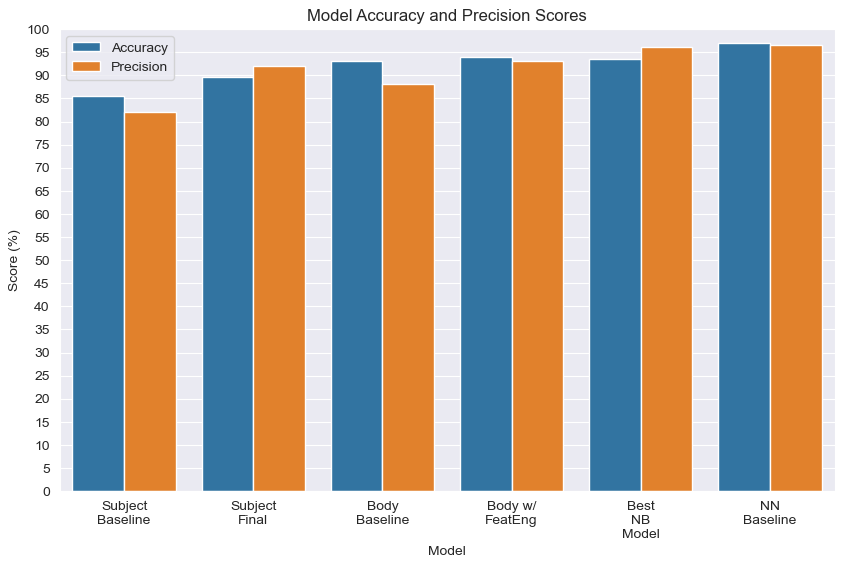 Model Accuracy and Precision Scores
Accuracy
Precision
Score (%)
100
95
90
85
80
75
70
65
60
55
50
45
40
35
30
25
20
15
10
5
0
Subject
Baseline
Subject
Final
Body
Baseline
Body w/
FeatEng
Best
NB
Model
NN
Baseline
Model